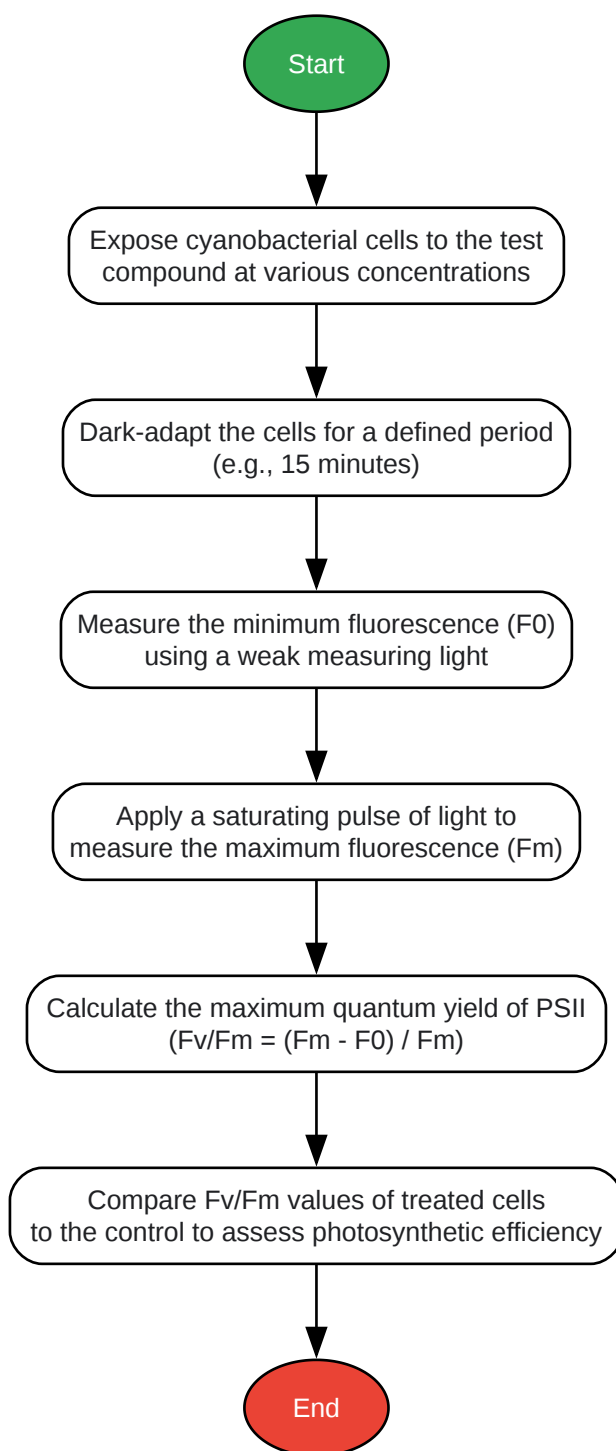 Start
Expose cyanobacterial cells to the test
compound at various concentrations
Dark-adapt the cells for a defined period
(e.g., 15 minutes)
Measure the minimum fluorescence (F0)
using a weak measuring light
Apply a saturating pulse of light to
measure the maximum fluorescence (Fm)
Calculate the maximum quantum yield of PSII
(Fv/Fm = (Fm - F0) / Fm)
Compare Fv/Fm values of treated cells
to the control to assess photosynthetic efficiency
End